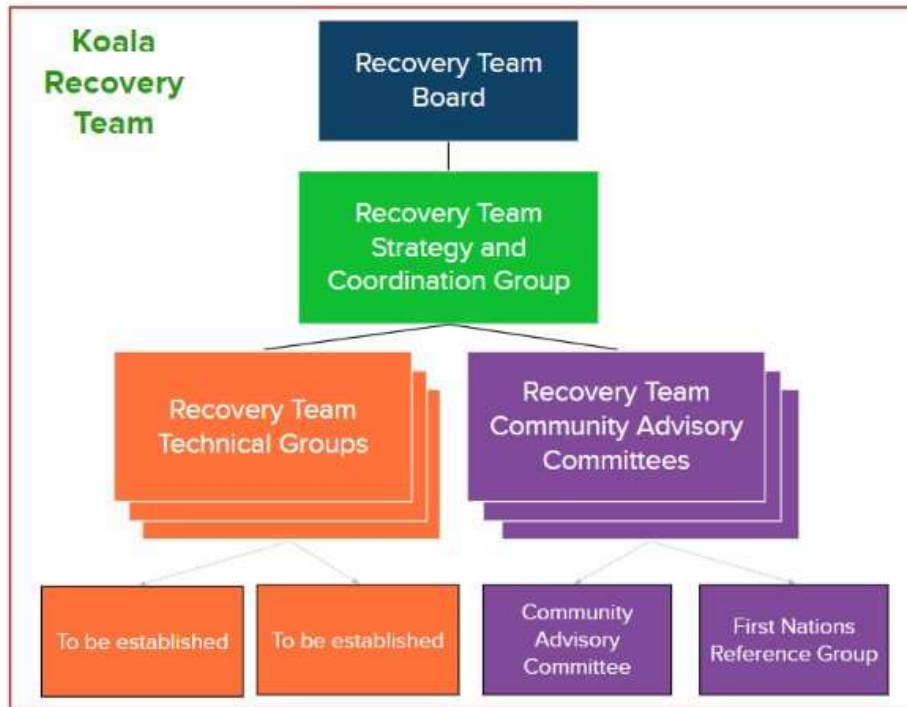 Koala
Recovery
Team
Recovery Team
Board
Recovery Team
Strategy and
Coordination Group
Recovery Team
Technical Groups
Recovery Team
Community Advisory
Committees
To be established
To be established
Community
Advisory
Committee
First Nations
Reference Group